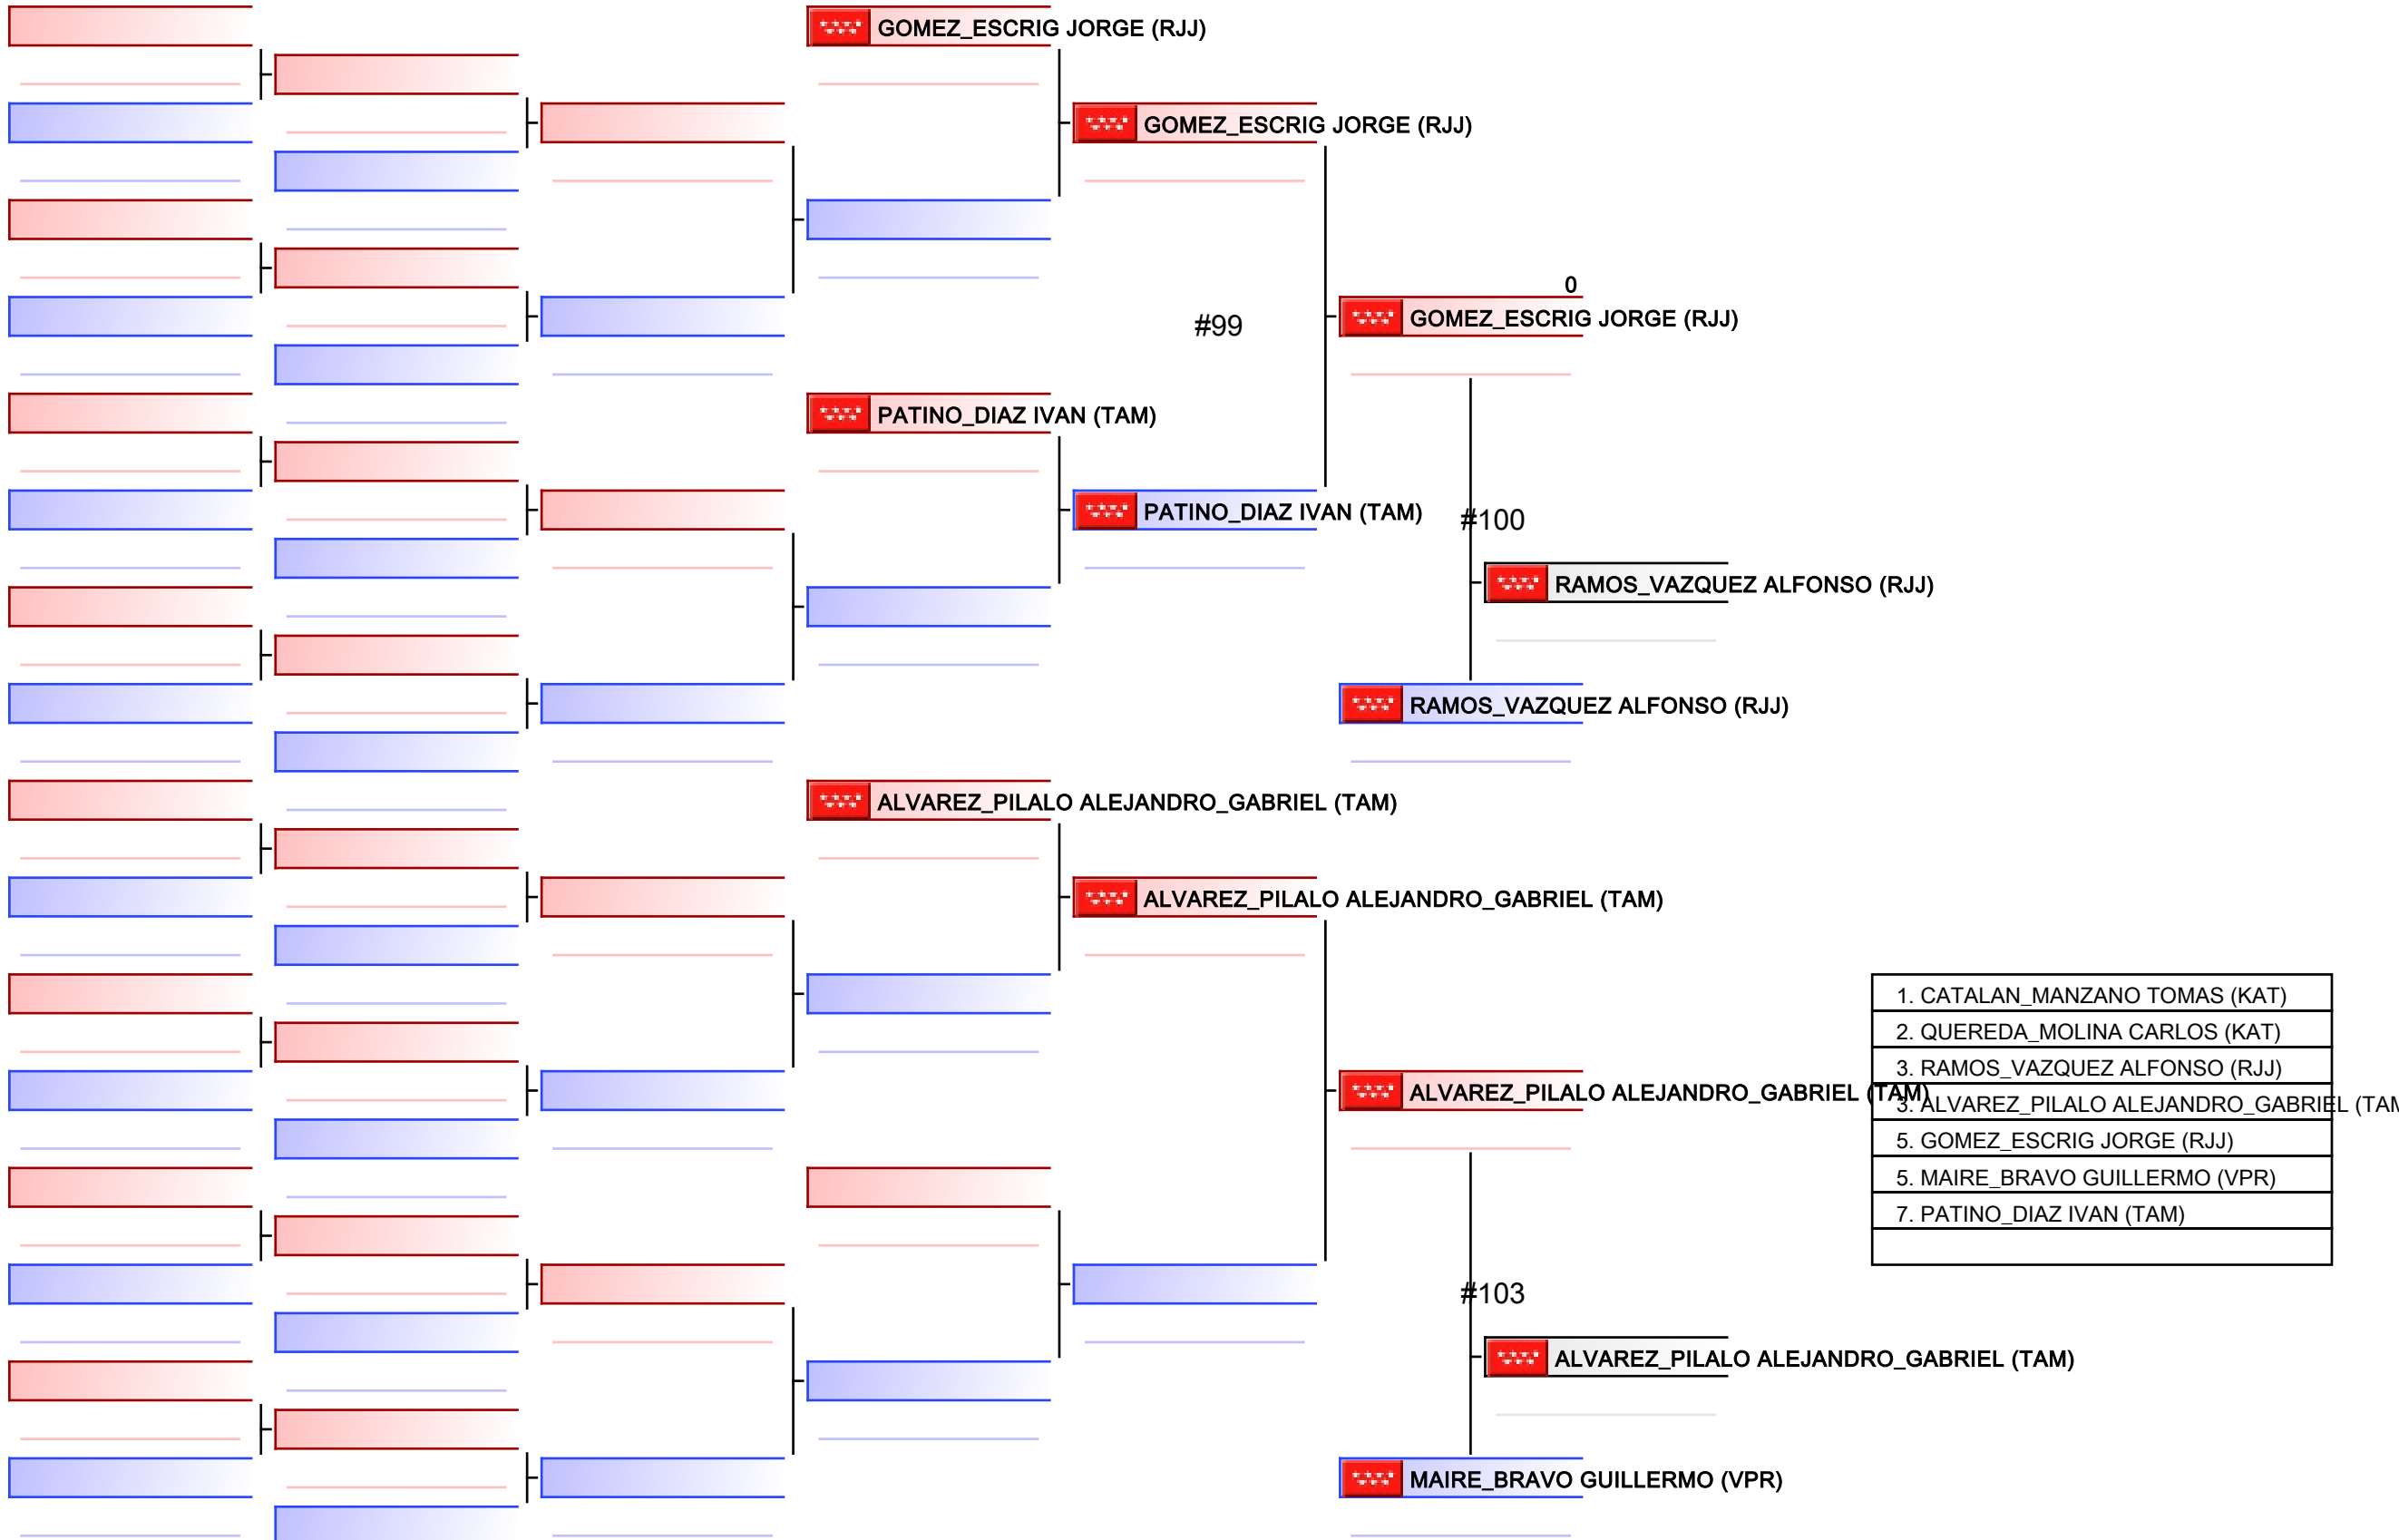 GOMEZ_ESCRIG JORGE (RJJ)
GOMEZ_ESCRIG JORGE (RJJ)
0
GOMEZ_ESCRIG JORGE (RJJ)
#99
PATINO_DIAZ IVAN (TAM)
PATINO_DIAZ IVAN (TAM)
#100
RAMOS_VAZQUEZ ALFONSO (RJJ)
RAMOS_VAZQUEZ ALFONSO (RJJ)
ALVAREZ_PILALO ALEJANDRO_GABRIEL (TAM)
ALVAREZ_PILALO ALEJANDRO_GABRIEL (TAM)
ALVAREZ_PILALO ALEJANDRO_GABRIEL (TAM)
1. CATALAN_MANZANO TOMAS (KAT)
2. QUEREDA_MOLINA CARLOS (KAT)
3. RAMOS_VAZQUEZ ALFONSO (RJJ)
3. ALVAREZ_PILALO ALEJANDRO_GABRIEL (TAM
5. GOMEZ_ESCRIG JORGE (RJJ)
5. MAIRE_BRAVO GUILLERMO (VPR)
7. PATINO_DIAZ IVAN (TAM)
#103
ALVAREZ_PILALO ALEJANDRO_GABRIEL (TAM)
MAIRE_BRAVO GUILLERMO (VPR)